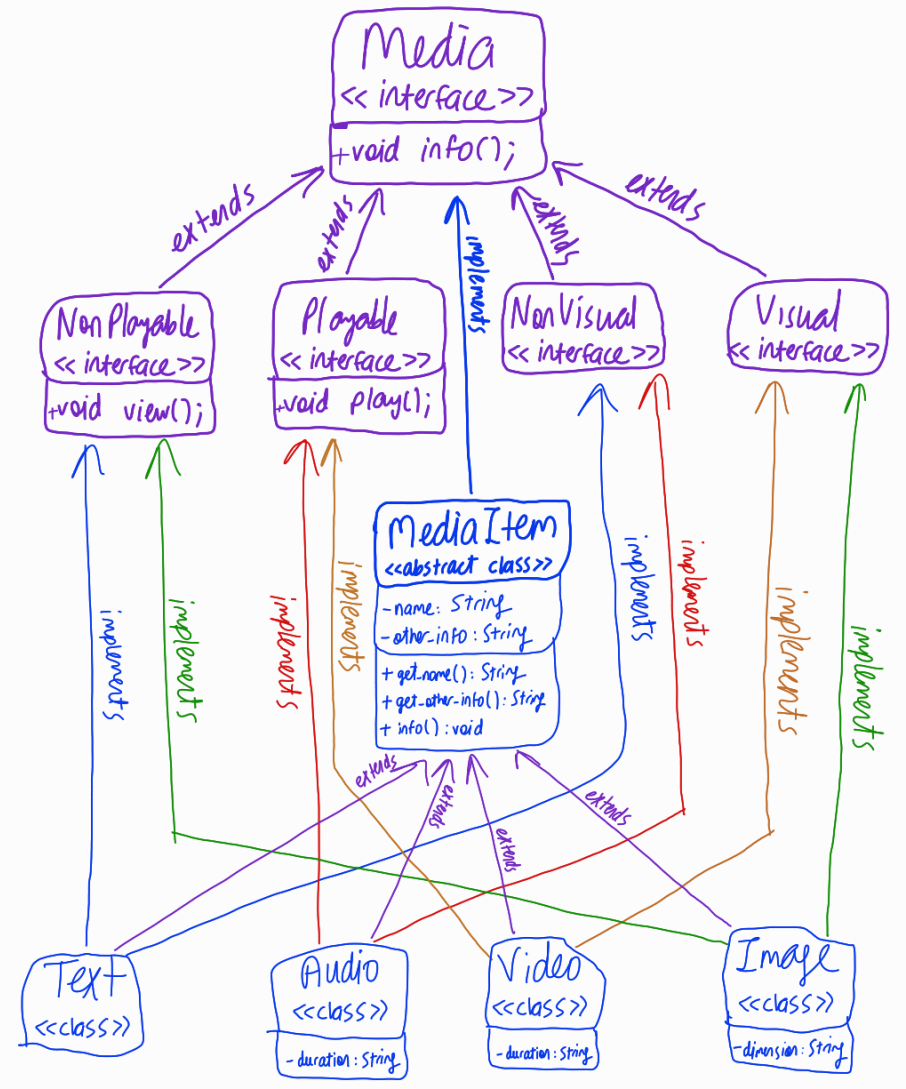 Media
<< interface >>
+void info();
extends
extends
implements
extends
extends
NonPlayable
<< interface >>
+void view();
Playable
<< interface >>
+void play();
NonVisual
<< interface >>
Visual
<< interface >>
MediaItem
<<abstract class>>
-name: String
-other_info: String
+ get_name(): String
+ get_other_info(): String
+ info(): void
implements
implements
implements
implements
implements
implements
implements
implements
extends
extends
extends
extends
Text
<<class>>
Audio
<<class>>
-duration: String
Video
<<class>>
-duration: String
Image
<<class>>
-dimension: String